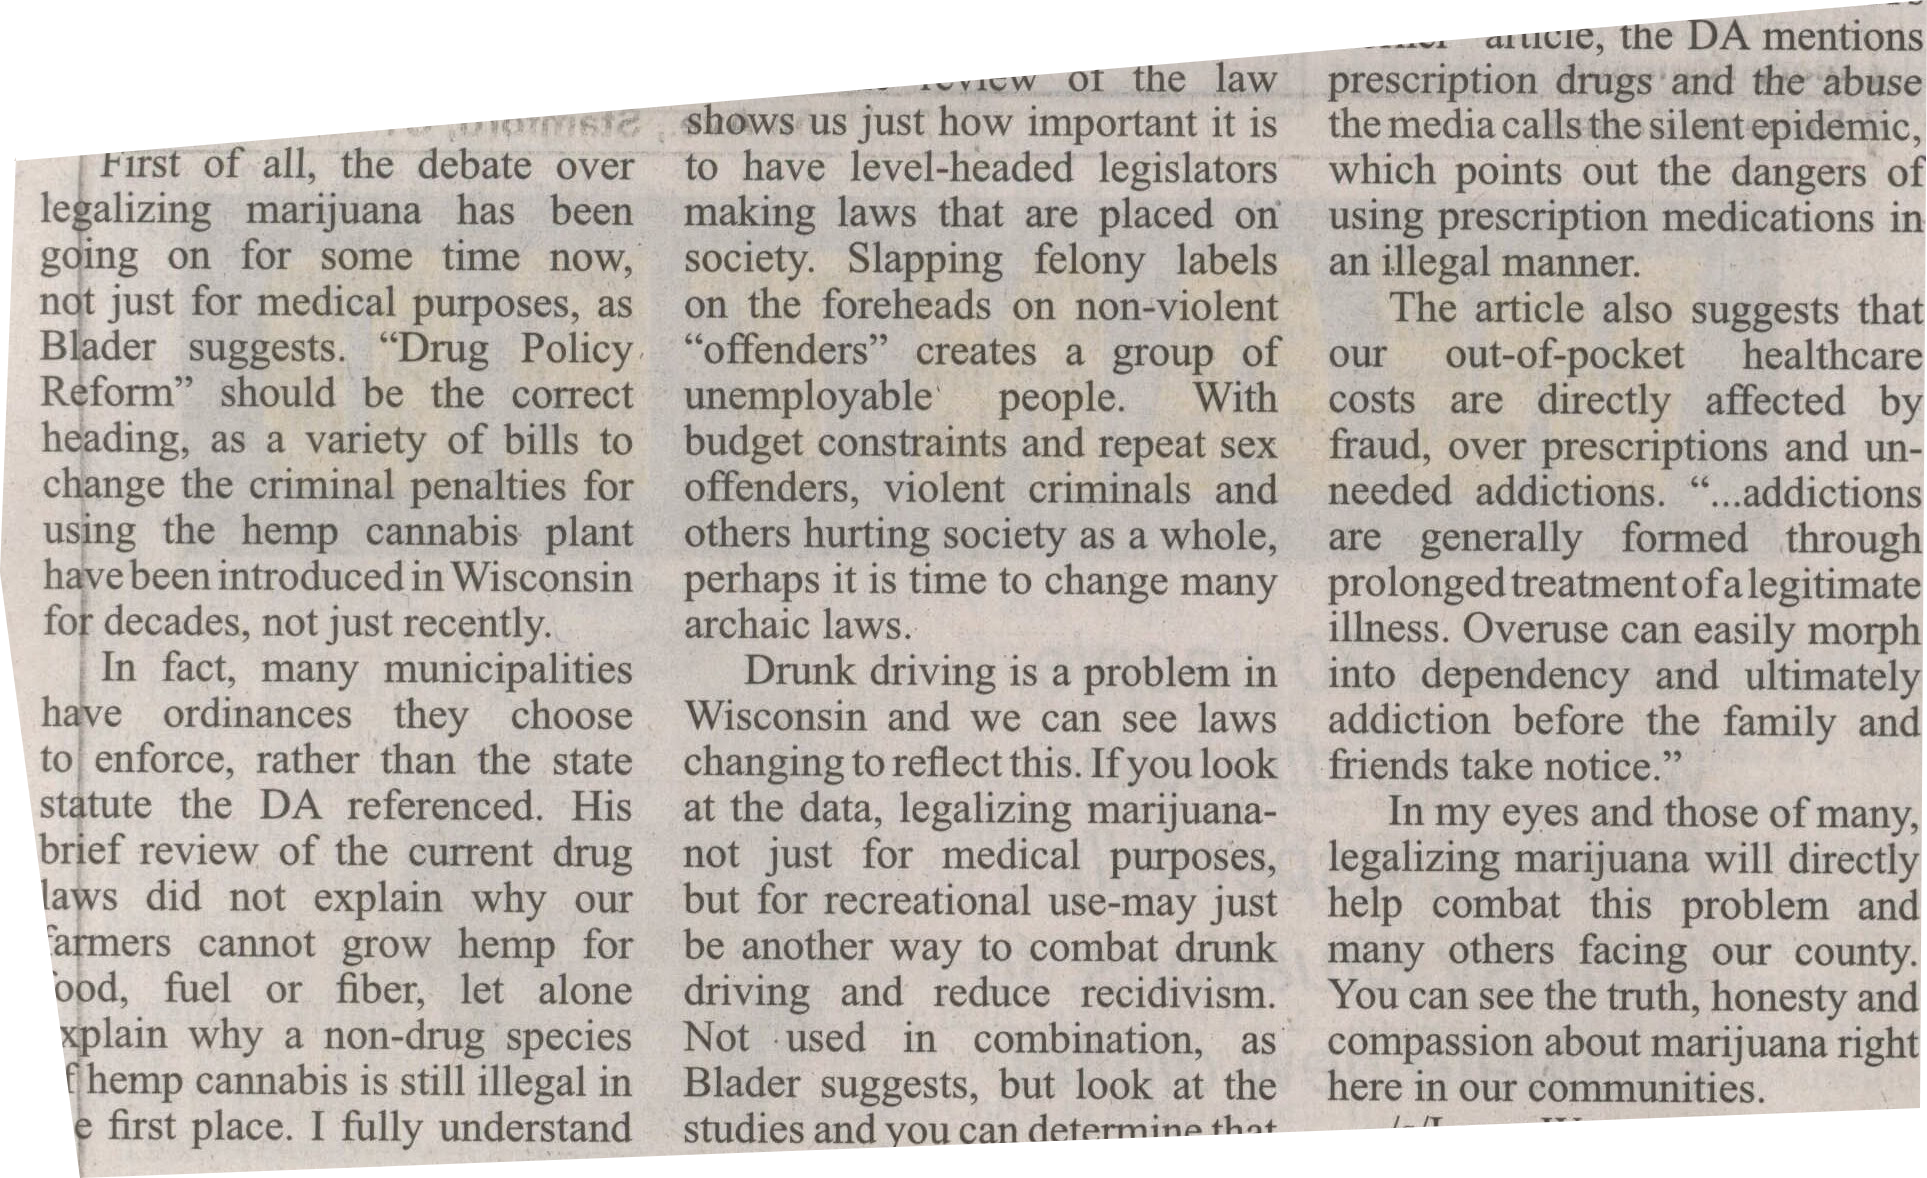 First of all, the debate over
legalizing marijuana has been
going on for some time now,
not just for medical purposes, as
Blader suggests. “Drug Policy
Reform” should be the correct
heading, as a variety of bills to
change the criminal penalties for
using the hemp cannabis plant
have been introduced in Wisconsin
for decades, not just recently.
In fact, many municipalities
have ordinances they choose
to enforce, rather than the state
statute the DA referenced. His
brief review of the current drug
laws did not explain why our
farmers cannot grow hemp for
food, fuel or fiber, let alone
xplain why a non-drug species
f hemp cannabis is still illegal in
e first place. I fully understand
review of the law
shows us just how important it is
to have level-headed legislators
making laws that are placed on
society. Slapping felony labels
on the foreheads on non-violent
“offenders” creates a group of
unemployable people. With
budget constraints and repeat sex
offenders, violent criminals and
others hurting society as a whole,
perhaps it is time to change many
archaic laws.
Drunk driving is a problem in
Wisconsin and we can see laws
changing to reflect this. If you look
at the data, legalizing marijuana-
not just for medical purposes,
but for recreational use-may just
be another way to combat drunk
driving and reduce recidivism.
Not used in combination, as
Blader suggests, but look at the
studies and you can determine that
article, the DA mentions
prescription drugs and the abuse
the media calls the silent epidemic,
which points out the dangers of
using prescription medications in
an illegal manner.
The article also suggests that
our out-of-pocket healthcare
costs are directly affected by
fraud, over prescriptions and un-
needed addictions. “...addictions
are generally formed through
prolonged treatment of a legitimate
illness. Overuse can easily morph
into dependency and ultimately
addiction before the family and
friends take notice.”
In my eyes and those of many,
legalizing marijuana will directly
help combat this problem and
many others facing our county.
You can see the truth, honesty and
compassion about marijuana right
here in our communities.